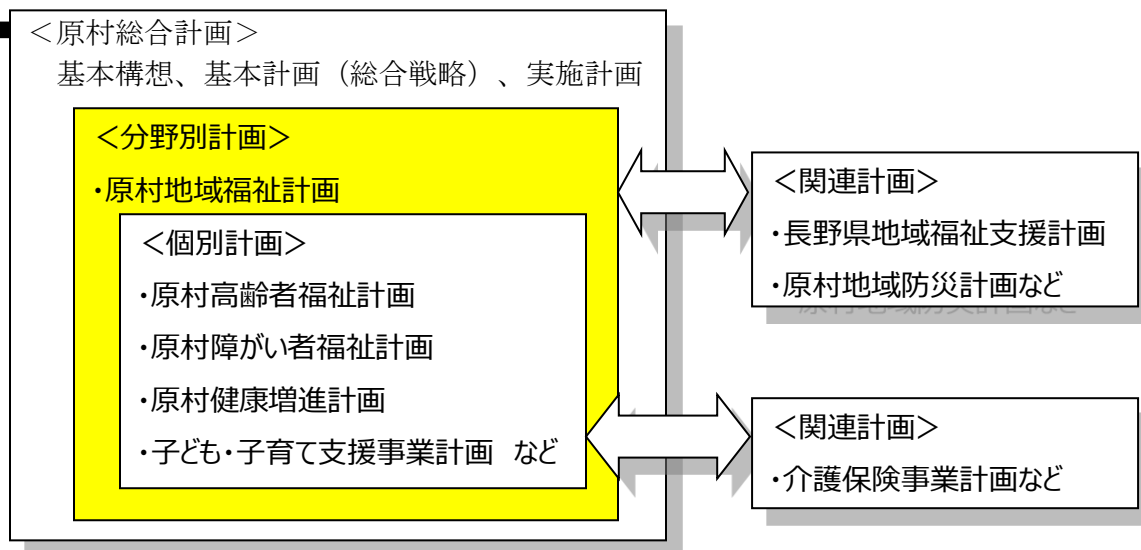 ＜原村総合計画＞
基本構想、基本計画（総合戦略）、実施計画
＜分野別計画＞
・原村地域福祉計画
＜個別計画＞
・原村高齢者福祉計画
・原村障がい者福祉計画
・原村健康増進計画
・子ども・子育て支援事業計画　など
＜関連計画＞
・長野県地域福祉支援計画
・原村地域防災計画など
＜関連計画＞
・介護保険事業計画など